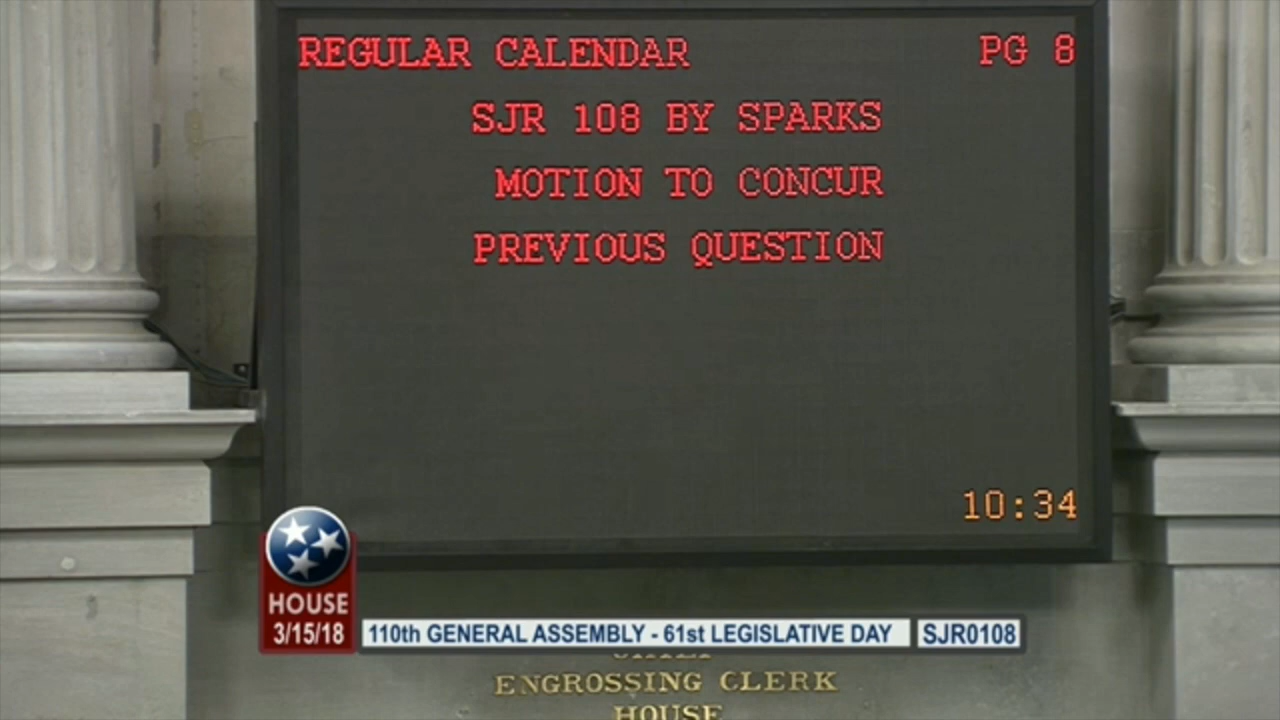 REGULAR CALENDAR PG 8
SJR 108 BY SPARKS
MOTION TO CONCUR
PREVIOUS QUESTION
10:34
HOUSE
3/15/18
110th GENERAL ASSEMBLY - 61st LEGISLATIVE DAY SJR0108
ENGROSSING CLERK
HOUSE